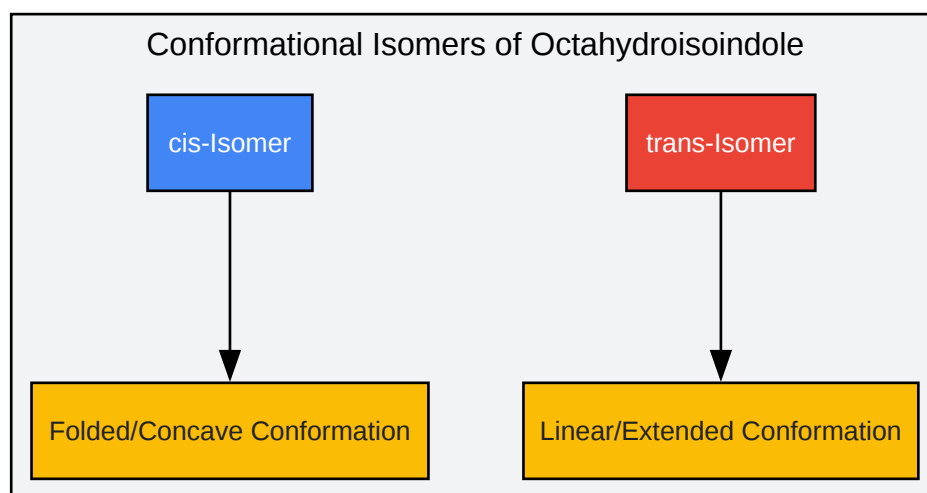 Conformational Isomers of Octahydroisoindole
cis-Isomer
trans-Isomer
Folded/Concave Conformation
Linear/Extended Conformation